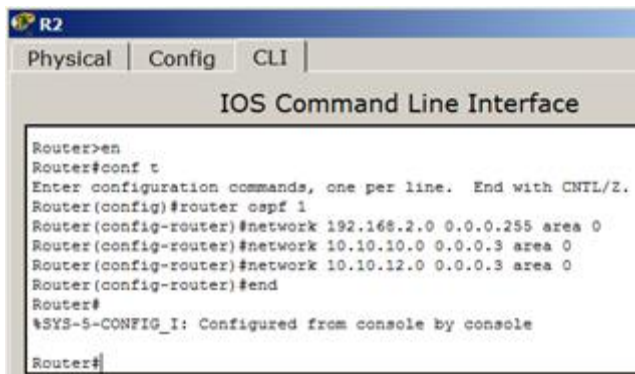 R2
Physical Config CLI
IOS Command Line Interface
Router>en
Router#conf t
Enter configuration commands, one per line. End with CNTL/Z.
Router(config)#router ospf 1
Router(config-router)#network 192.168.2.0 0.0.0.255 area 0
Router(config-router)#network 10.10.10.0 0.0.0.3 area 0
Router(config-router)#network 10.10.12.0 0.0.0.3 area 0
Router(config-router)#end
Router#
%SYS-5-CONFIG_I: Configured from console by console
Router#